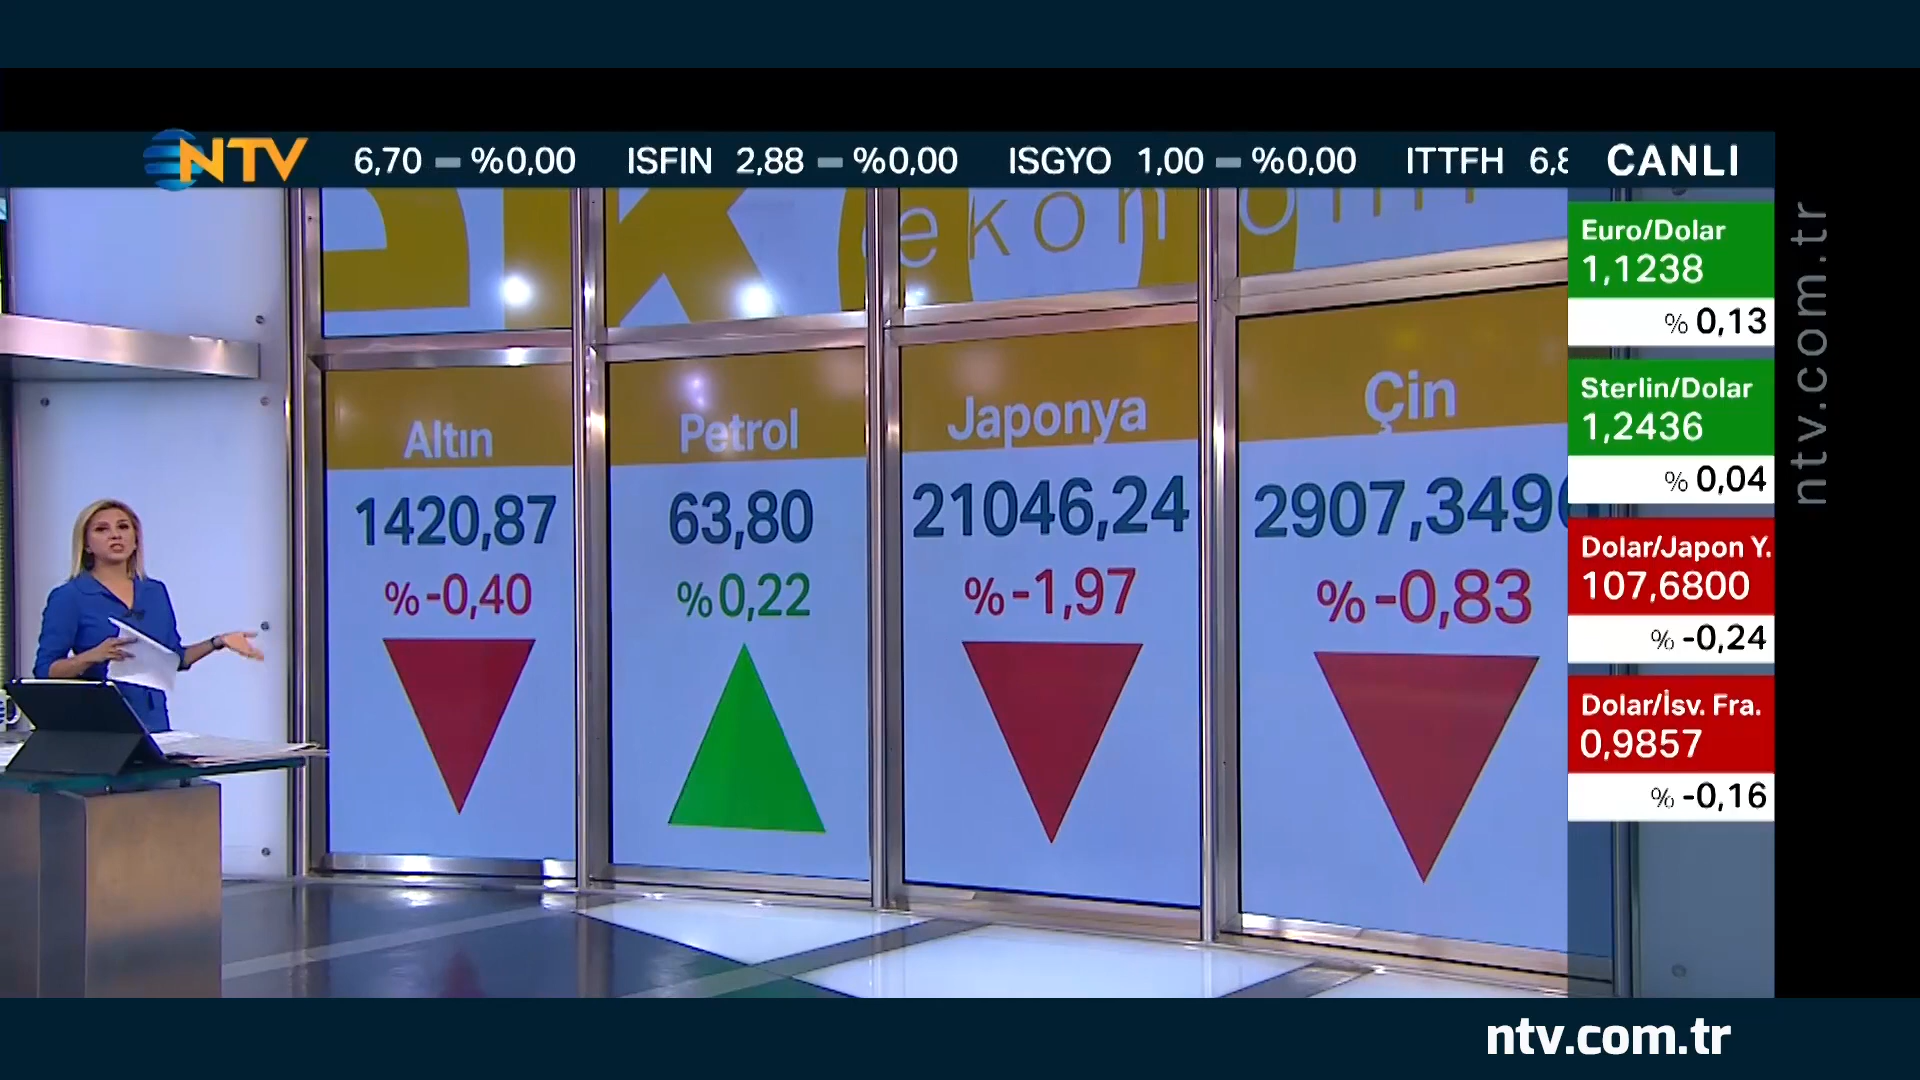 NTV
6,70 %0,00 ISFIN 2,88 %0,00 ISGYO 1,00 %0,00 ITTFH
CANLI
ekonomi
Altın
1420,87
%-0,40
Petrol
63,80
%0,22
Japonya
21046,24
%-1,97
Çin
2907,349
%-0,83
Euro/Dolar
1,1238
% 0,13
Sterlin/Dolar
1,2436
% 0,04
Dolar/Japon Y.
107,6800
% -0,24
Dolar/İsv. Fra.
0,9857
% -0,16
ntv.com.tr
ntv.com.tr